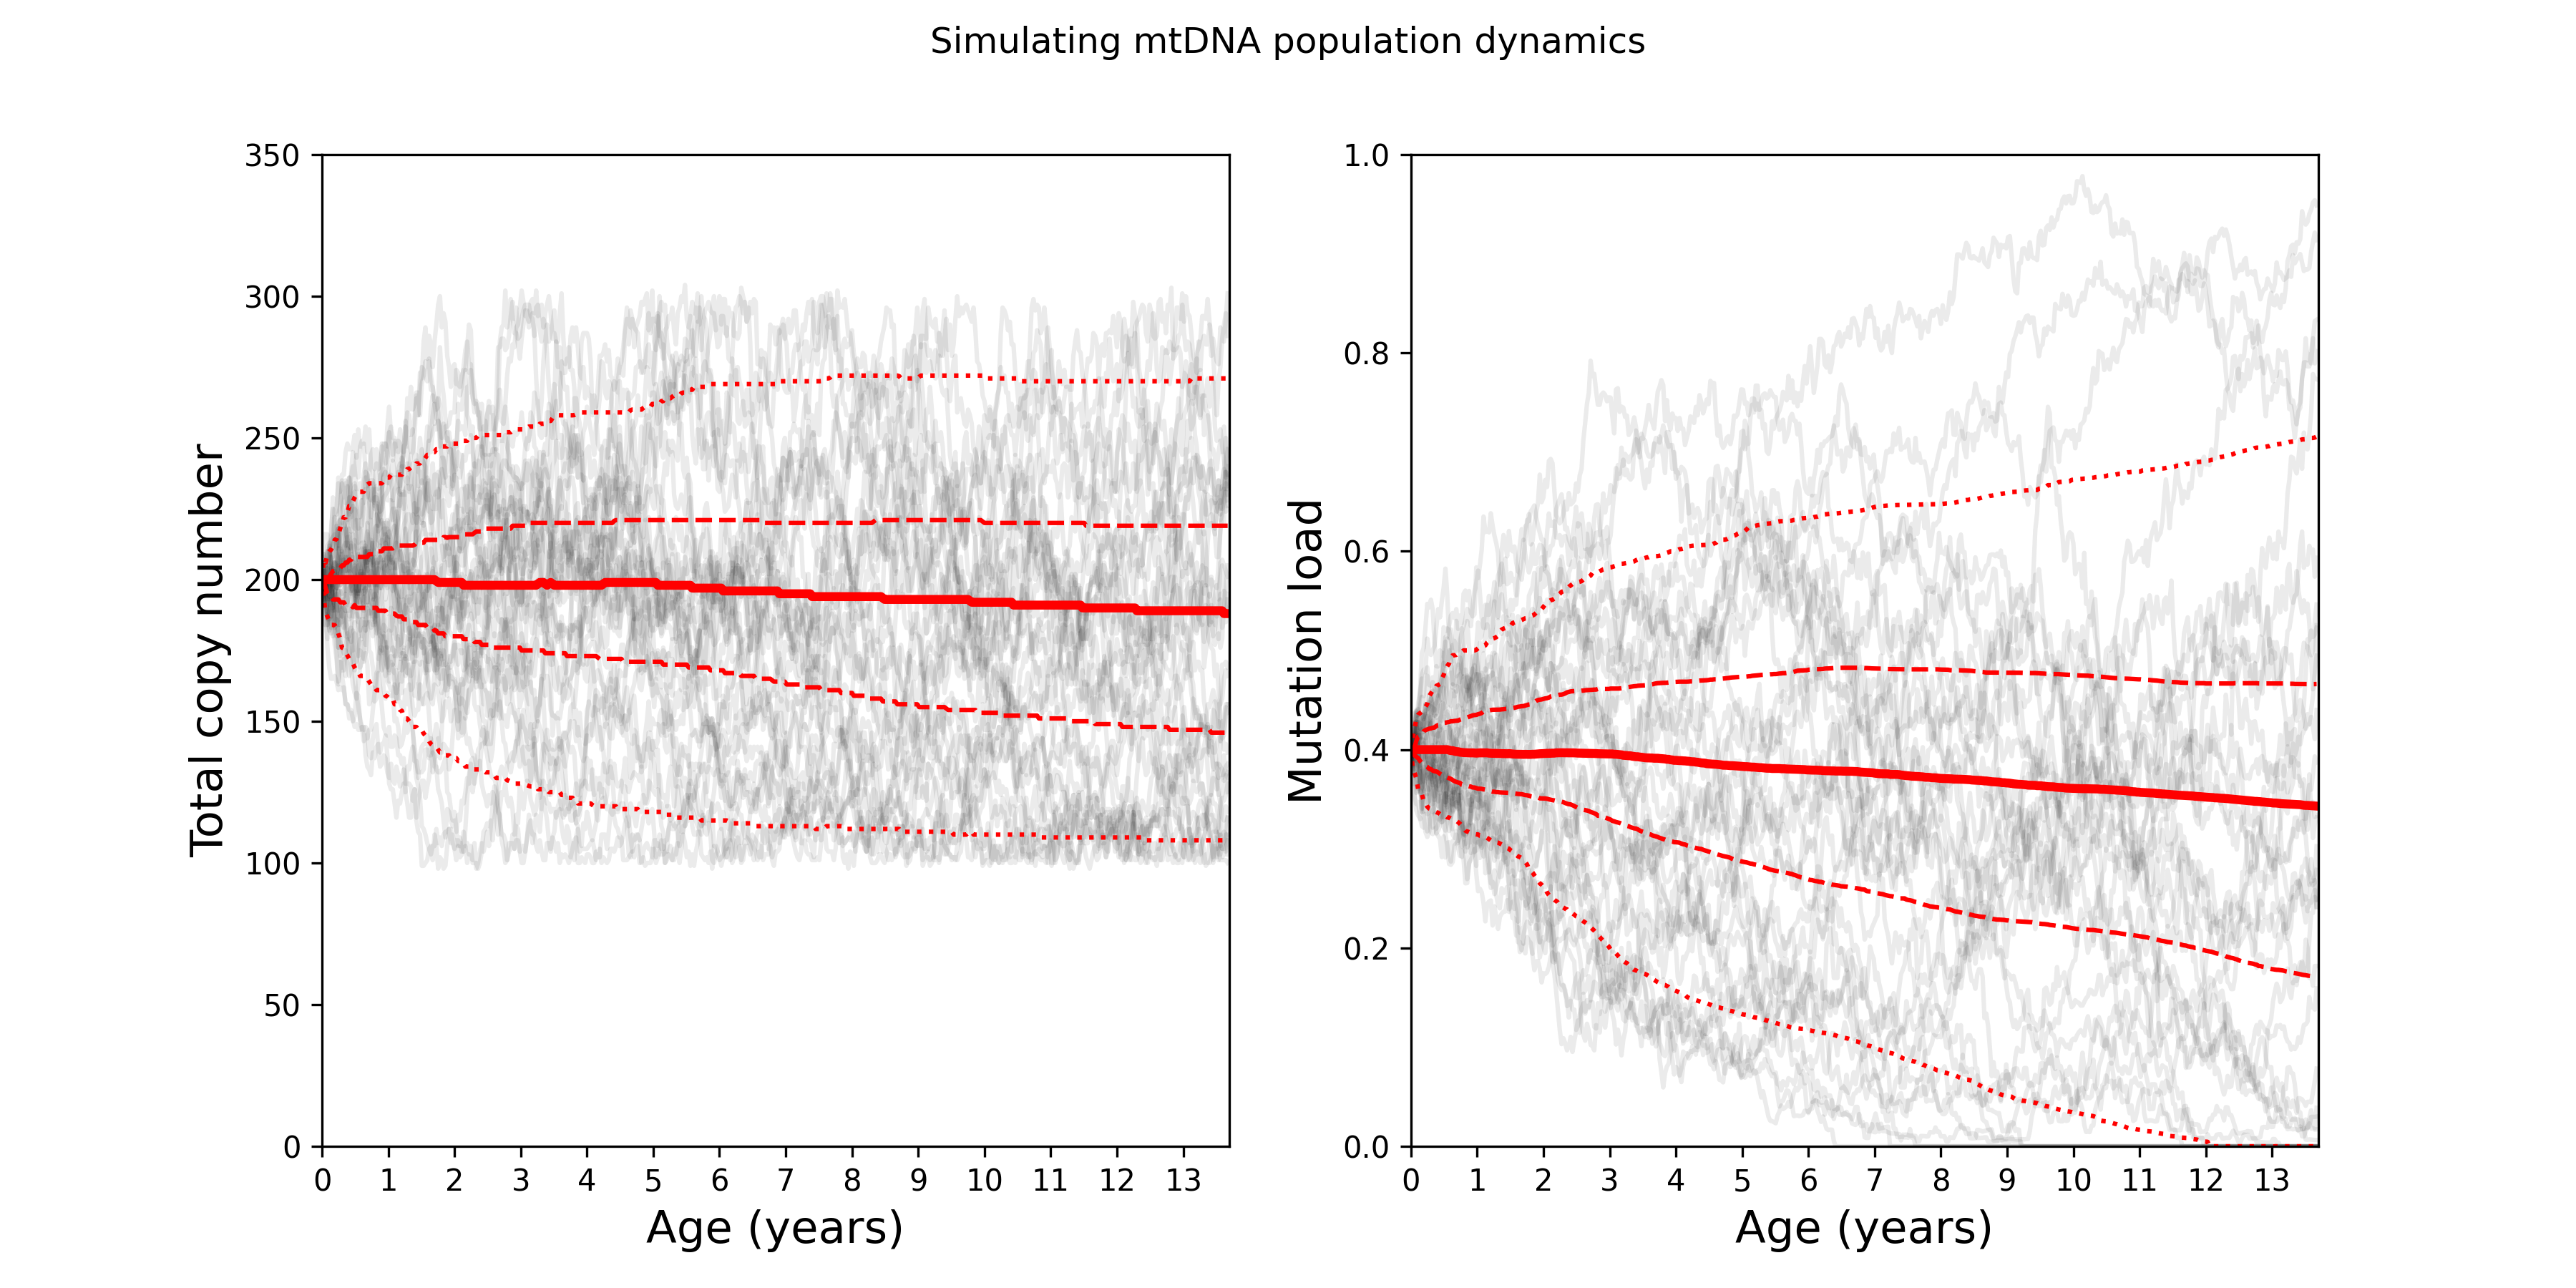 Simulating mtDNA population dynamics
Total copy number
350
300
250
200
150
100
50
0
0 1 2 3 4 5 6 7 8 9 10 11 12 13
Age (years)
Mutation load
1.0
0.8
0.6
0.4
0.2
0.0
0 1 2 3 4 5 6 7 8 9 10 11 12 13
Age (years)